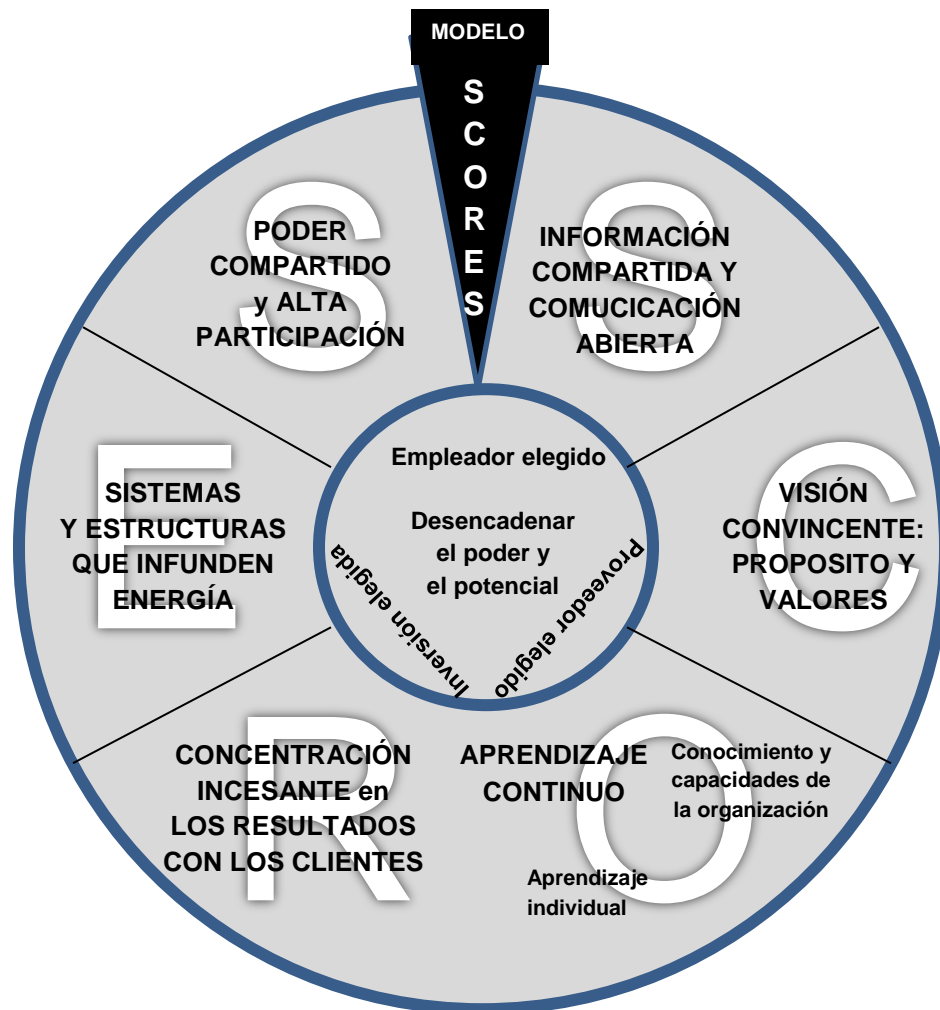 MODELO
SCORES
S
INFORMACIÓN
COMPARTIDA Y
COMUCICACIÓN
ABIERTA
C
VISIÓN
CONVINCENTE:
PROPOSITO Y
VALORES
O
APRENDIZAJE
CONTINUO
Conocimiento y
capacidades de
la organización
Aprendizaje
individual
R
CONCENTRACIÓN
INCESANTE en
LOS RESULTADOS
CON LOS CLIENTES
E
SISTEMAS
Y ESTRUCTURAS
QUE INFUNDEN
ENERGÍA
S
PODER
COMPARTIDO
y ALTA
PARTICIPACIÓN
Empleador elegido
Desencadenar
el poder y
el potencial
Proveedor elegido
Inversión elegida